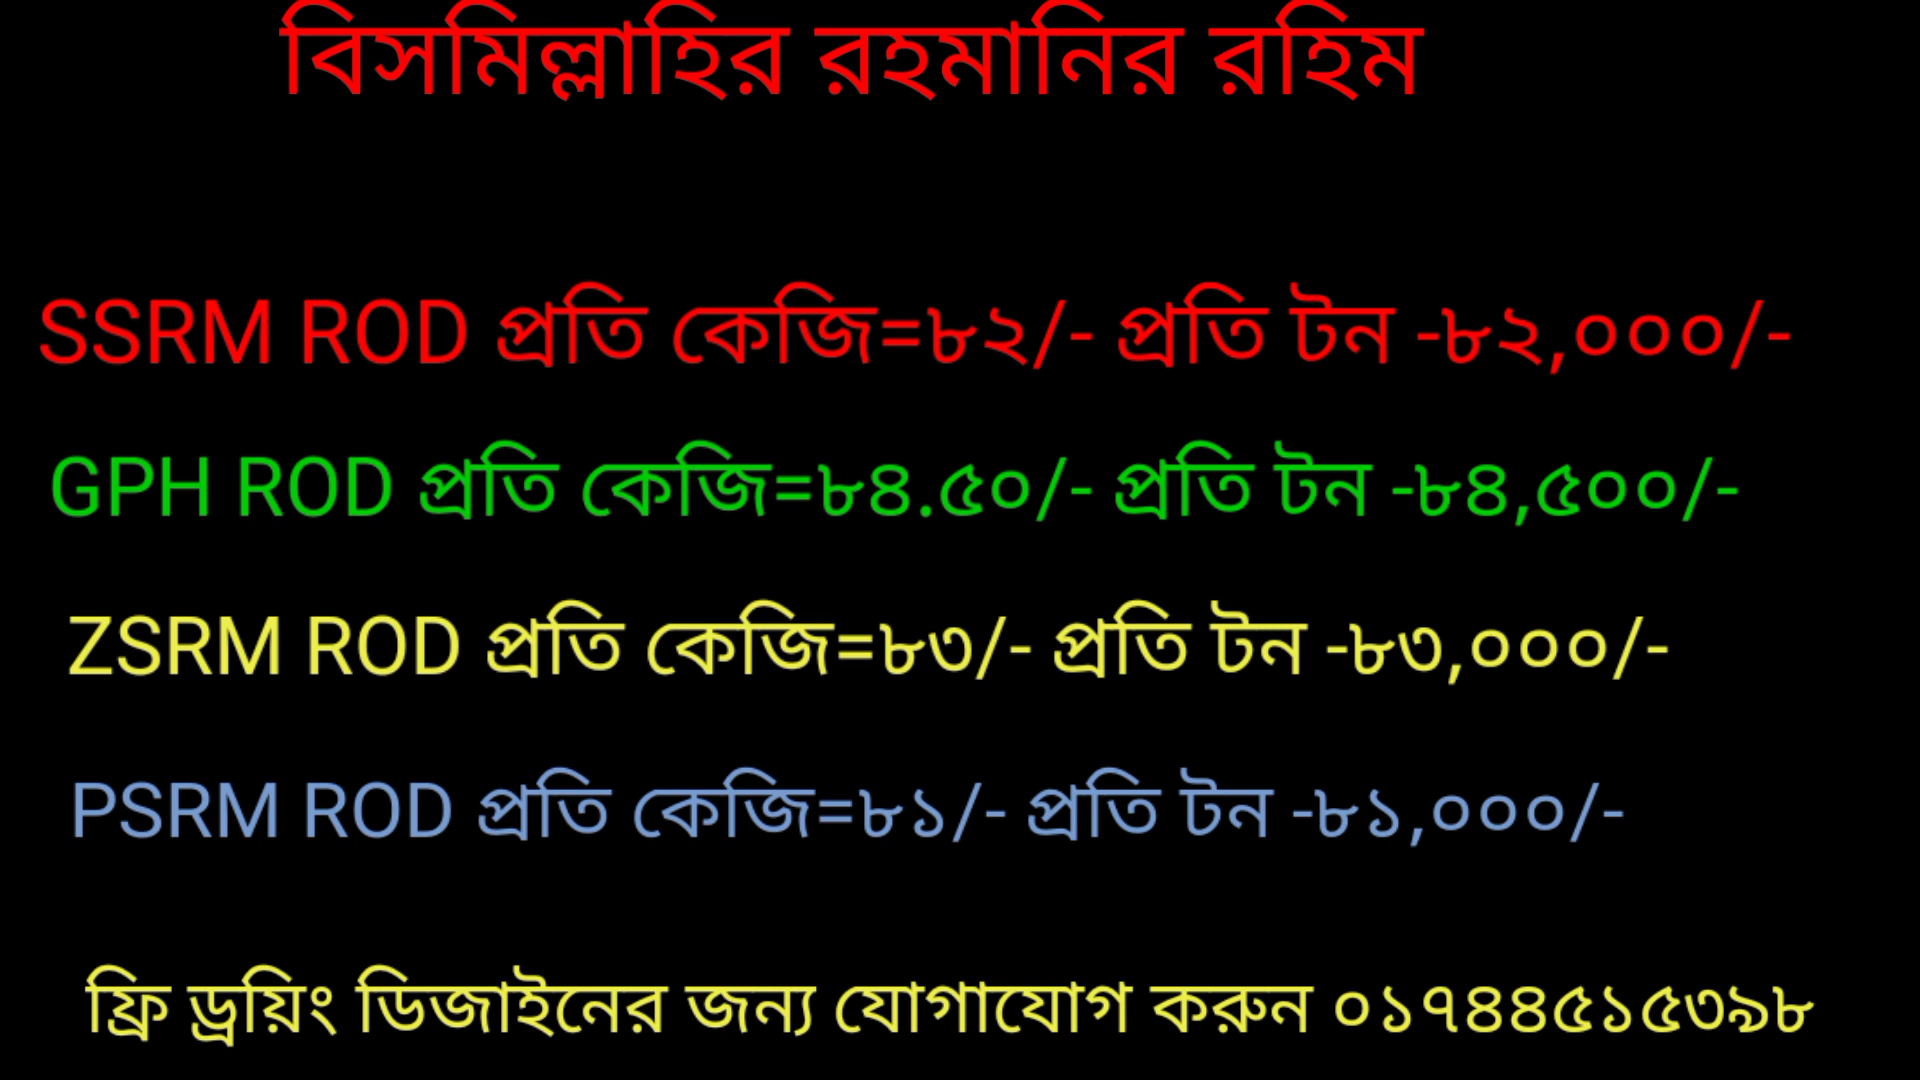 বিসমিল্লাহির রহমানির রহিম
SSRM ROD প্রতি কেজি=৮২/- প্রতি টন -৮২,০০০/-
GPH ROD প্রতি কেজি=৮৪.৫০/- প্রতি টন -৮৪,৫০০/-
ZSRM ROD প্রতি কেজি=৮৩/- প্রতি টন -৮৩,০০০/-
PSRM ROD প্রতি কেজি=৮১/- প্রতি টন -৮১,০০০/-
ফ্রি ড্রয়িং ডিজাইনের জন্য যোগাযোগ করুন ০১৭৪৪৫১৫৩৯৮